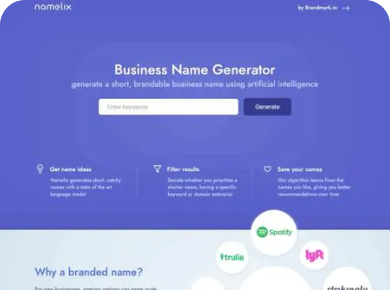 namelix
by Brandmark.io →
Business Name Generator
generate a short, brandable business name using artificial intelligence
Enter keywords
Generate
Get name ideas
Namelix generates short, catchy
names with a state of the art
language model
Filter results
Decide whether you prioritize a
shorter name, having a specific
keyword or domain extension
Save your names
Our algorithm learns from the
names you like, giving you better
recommendations over time
Spotify
trulia
lyft
Why a branded name?